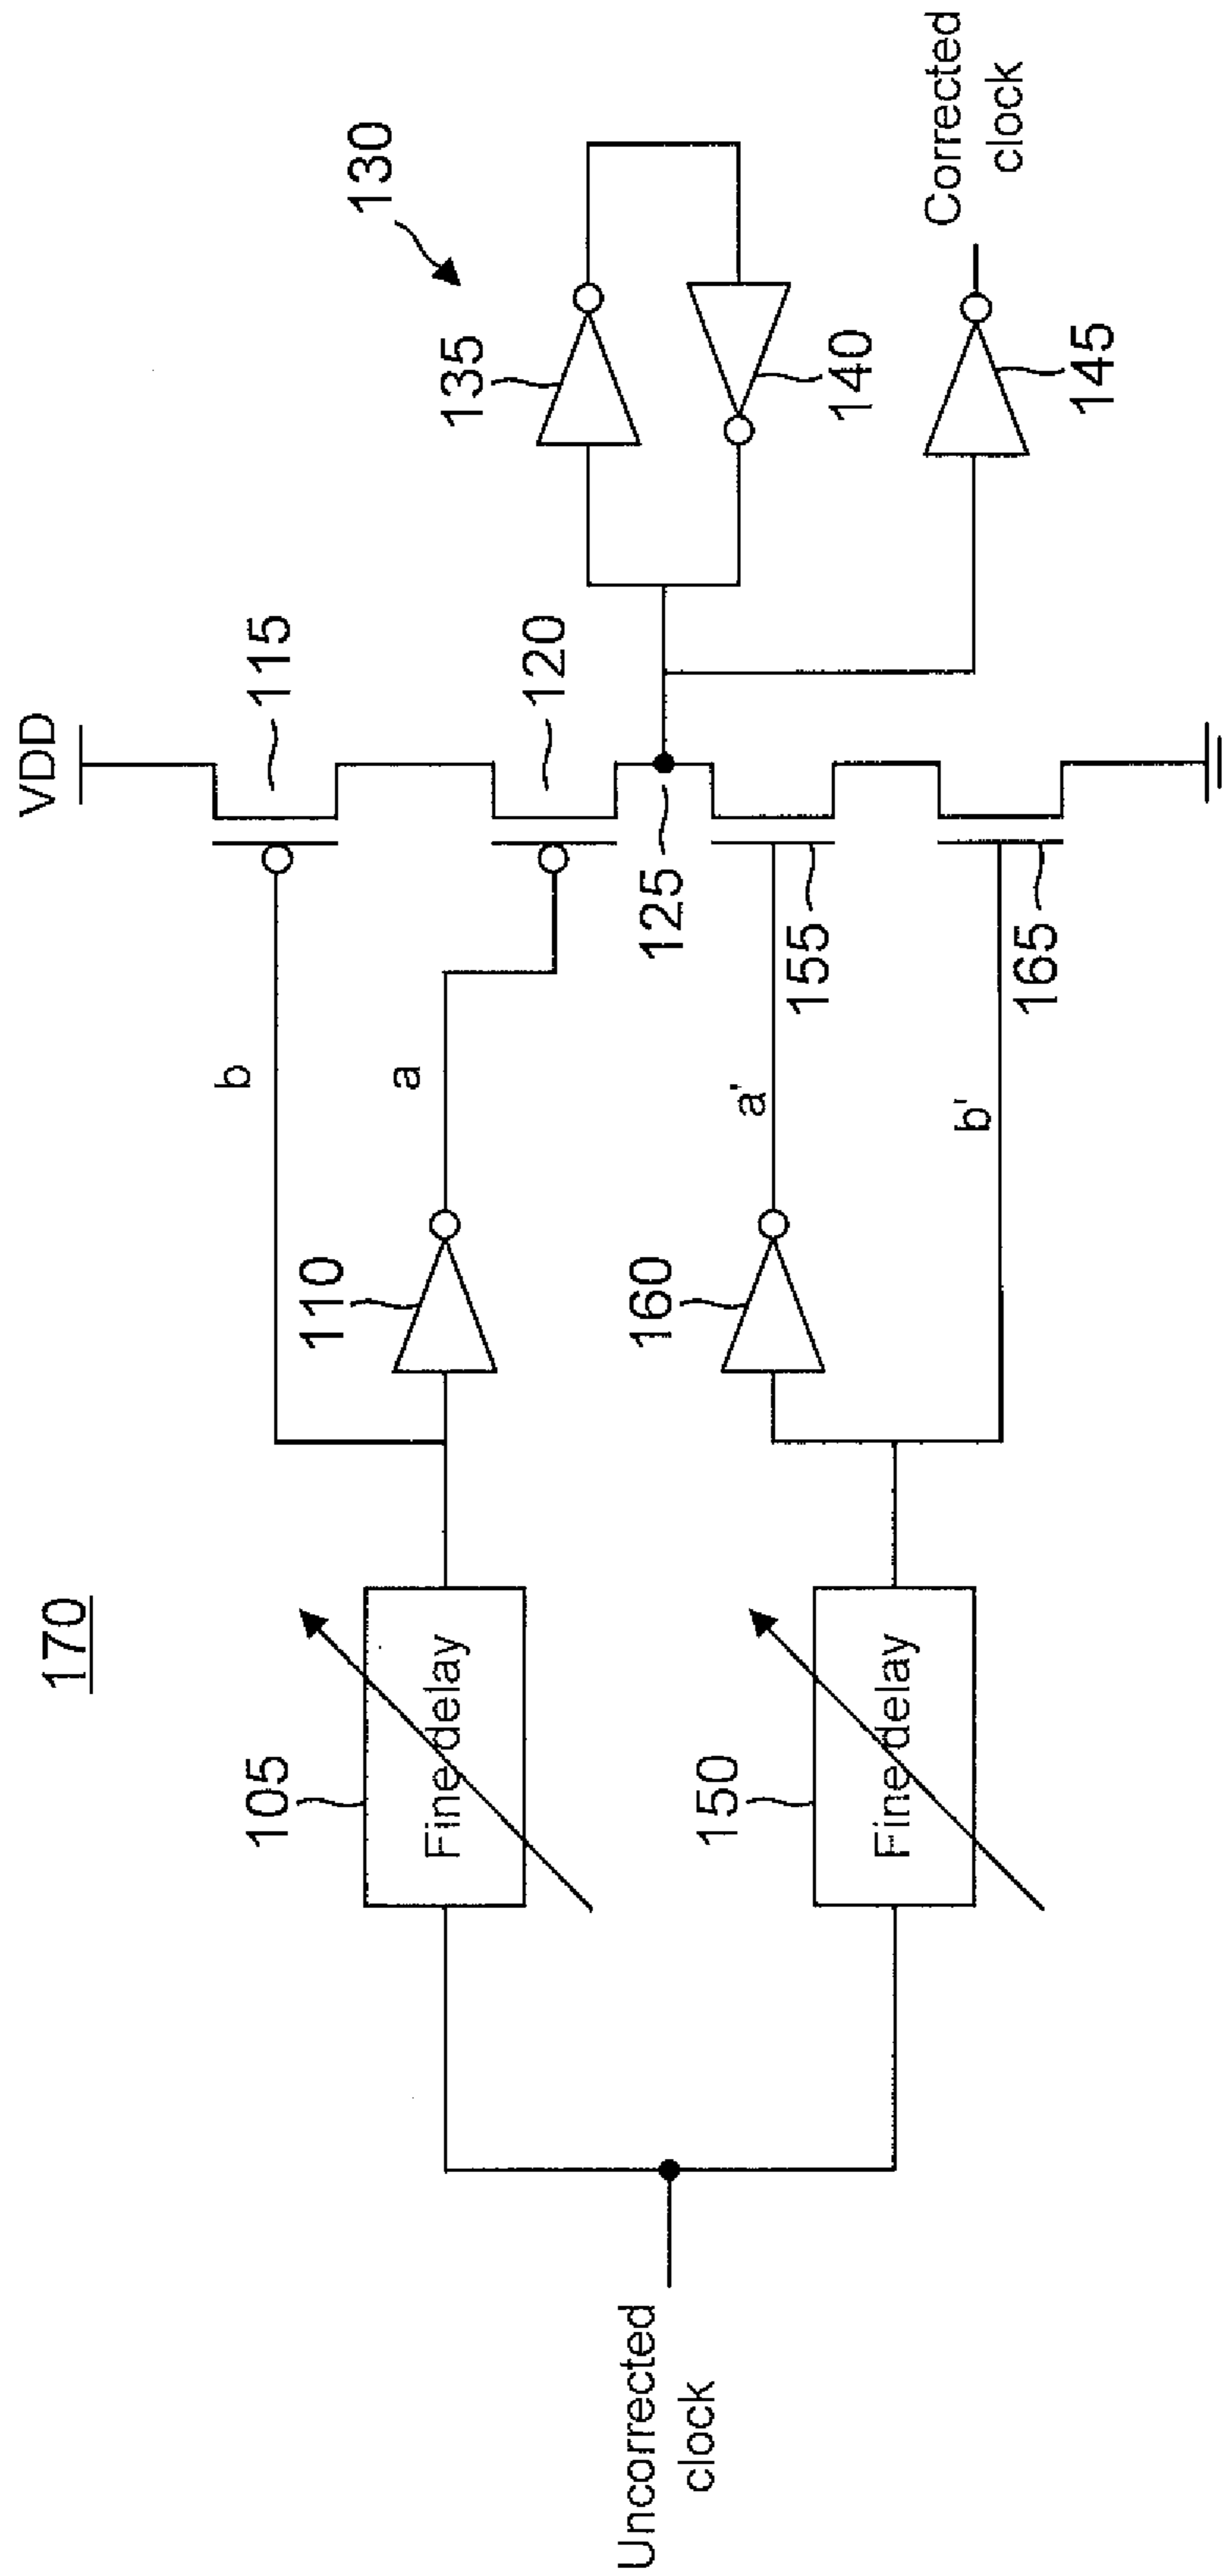 170
VDD
115
120
125
155
165
130
135
140
145
Corrected
clock
b
a
a'
b'
110
160
105
Fine delay
150
Fine delay
Uncorrected
clock